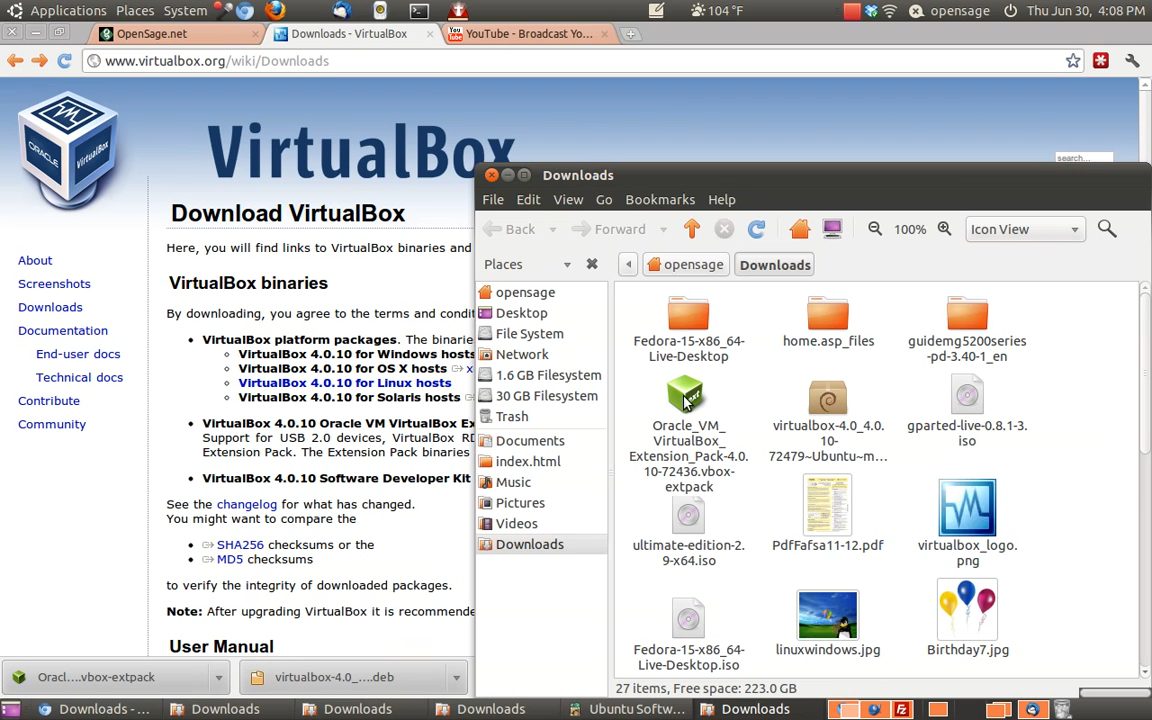 Applications Places System 104 °F opensage Thu Jun 30, 4:08 PM
OpenSage.net Downloads - VirtualBox YouTube - Broadcast Yo...
www.virtualbox.org/wiki/Downloads
ORACLE VirtualBox
VirtualBox
search...
Download VirtualBox
Here, you will find links to VirtualBox binaries and
About
Screenshots
Downloads
Documentation
End-user docs
Technical docs
Contribute
Community
VirtualBox binaries
By downloading, you agree to the terms and condit
VirtualBox platform packages. The binarie
VirtualBox 4.0.10 for Windows hosts
VirtualBox 4.0.10 for OS X hosts x
VirtualBox 4.0.10 for Linux hosts
VirtualBox 4.0.10 for Solaris hosts
VirtualBox 4.0.10 Oracle VM VirtualBox Ex
Support for USB 2.0 devices, VirtualBox RD
Extension Pack. The Extension Pack binaries
VirtualBox 4.0.10 Software Developer Kit
See the changelog for what has changed.
You might want to compare the
SHA256 checksums or the
MD5 checksums
to verify the integrity of downloaded packages.
Note: After upgrading VirtualBox it is recommende
User Manual
Oracl....vbox-extpack virtualbox-4.0_....deb
Downloads
File Edit View Go Bookmarks Help
Back Forward 100% Icon View
Places opensage Downloads
opensage
Desktop
File System
Network
1.6 GB Filesystem
30 GB Filesystem
Trash
Documents
index.html
Music
Pictures
Videos
Downloads
Fedora-15-x86_64-
Live-Desktop
home.asp_files
guidemg5200series
-pd-3.40-1_en
Oracle_VM_
VirtualBox_
Extension_Pack-4.0.
10-72436.vbox-
extpack
virtualbox-4.0_4.0.
10-
72479~Ubuntu~m...
gparted-live-0.8.1-3.
iso
ultimate-edition-2.
9-x64.iso
PdfFafsa11-12.pdf
virtualbox_logo.
png
Fedora-15-x86_64-
Live-Desktop.iso
linuxwindows.jpg
Birthday7.jpg
27 items, Free space: 223.0 GB
Downloads - ... Downloads Downloads Downloads Ubuntu Softw... Downloads